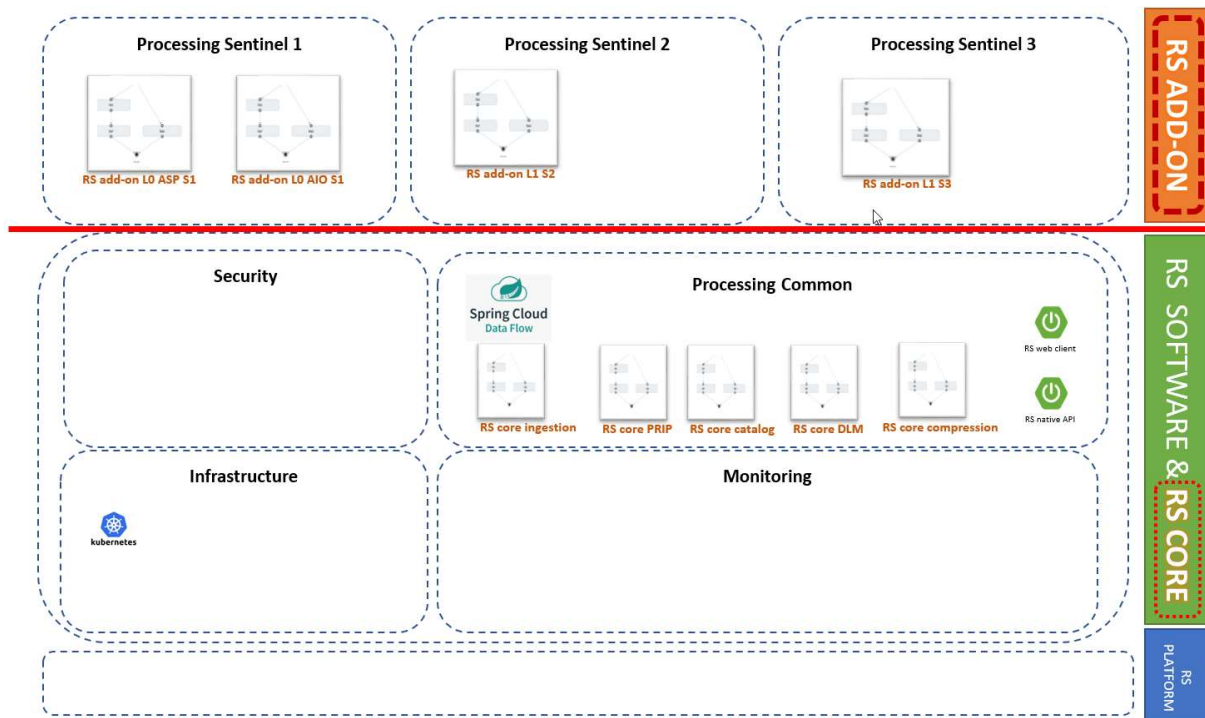 Processing Sentinel 1
Processing Sentinel 2
Processing Sentinel 3
RS add-on L0 ASP S1
RS add-on L0 AIO S1
RS add-on L1 S2
RS add-on L1 S3
RS ADD-ON
Security
Processing Common
Spring Cloud
Data Flow
RS web client
RS native API
RS core ingestion
RS core PRIP
RS core catalog
RS core DLM
RS core compression
Infrastructure
kubernetes
Monitoring
RS SOFTWARE & RS CORE
RS
PLATFORM